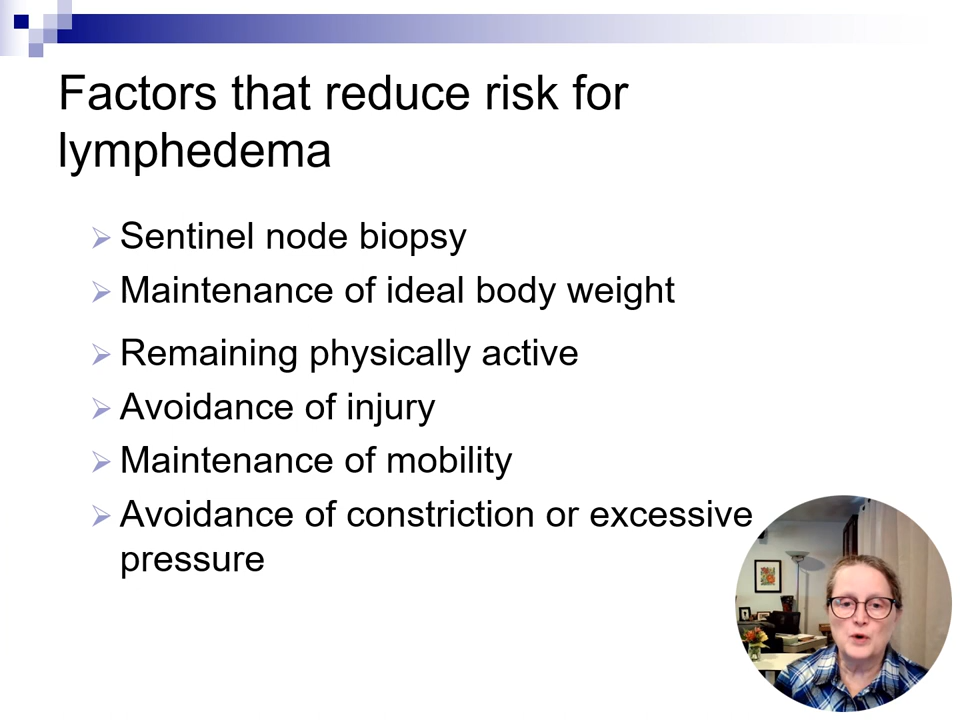 Factors that reduce risk for
lymphedema
Sentinel node biopsy
Maintenance of ideal body weight
Remaining physically active
Avoidance of injury
Maintenance of mobility
Avoidance of constriction or excessive
pressure